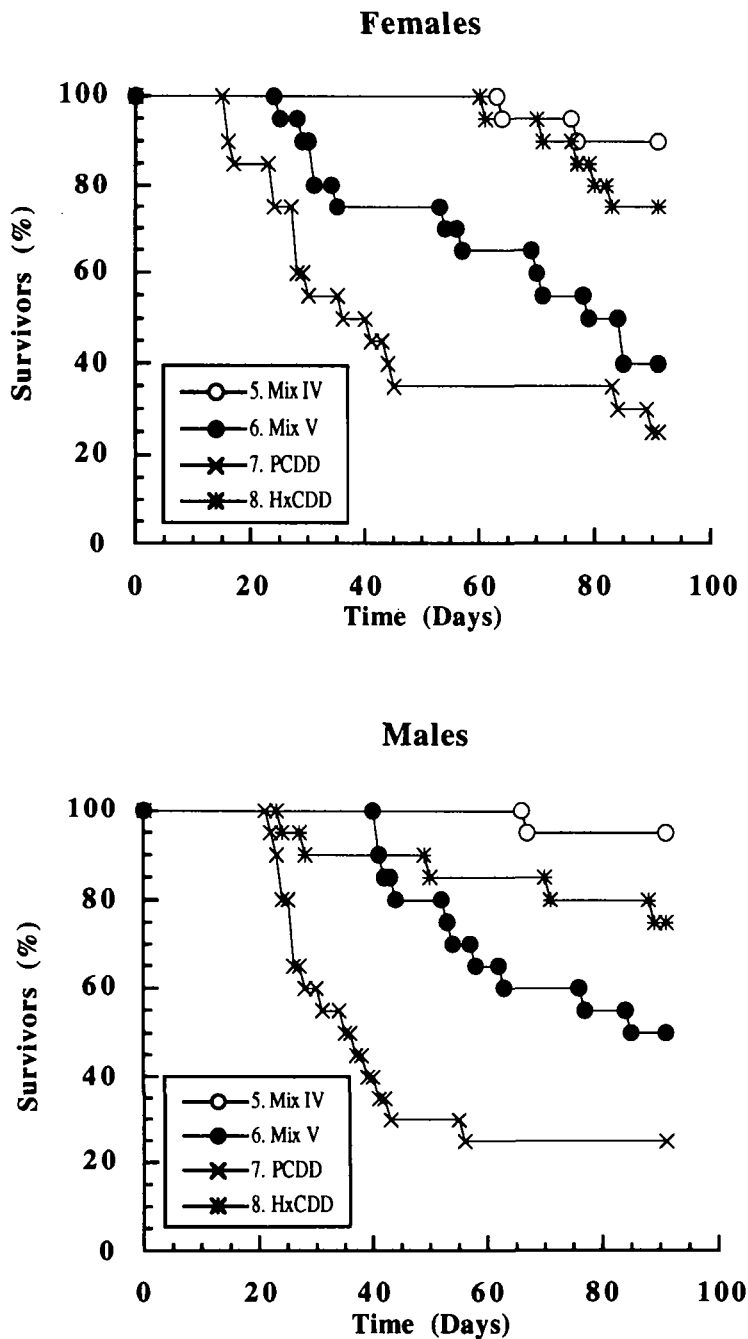 Females
Survivors (%)
100
80
60
40
20
0
5. Mix IV
6. Mix V
7. PCDD
8. HxCDD
0 20 40 60 80 100
Time (Days)
Males
Survivors (%)
100
80
60
40
20
0
5. Mix IV
6. Mix V
7. PCDD
8. HxCDD
0 20 40 60 80 100
Time (Days)